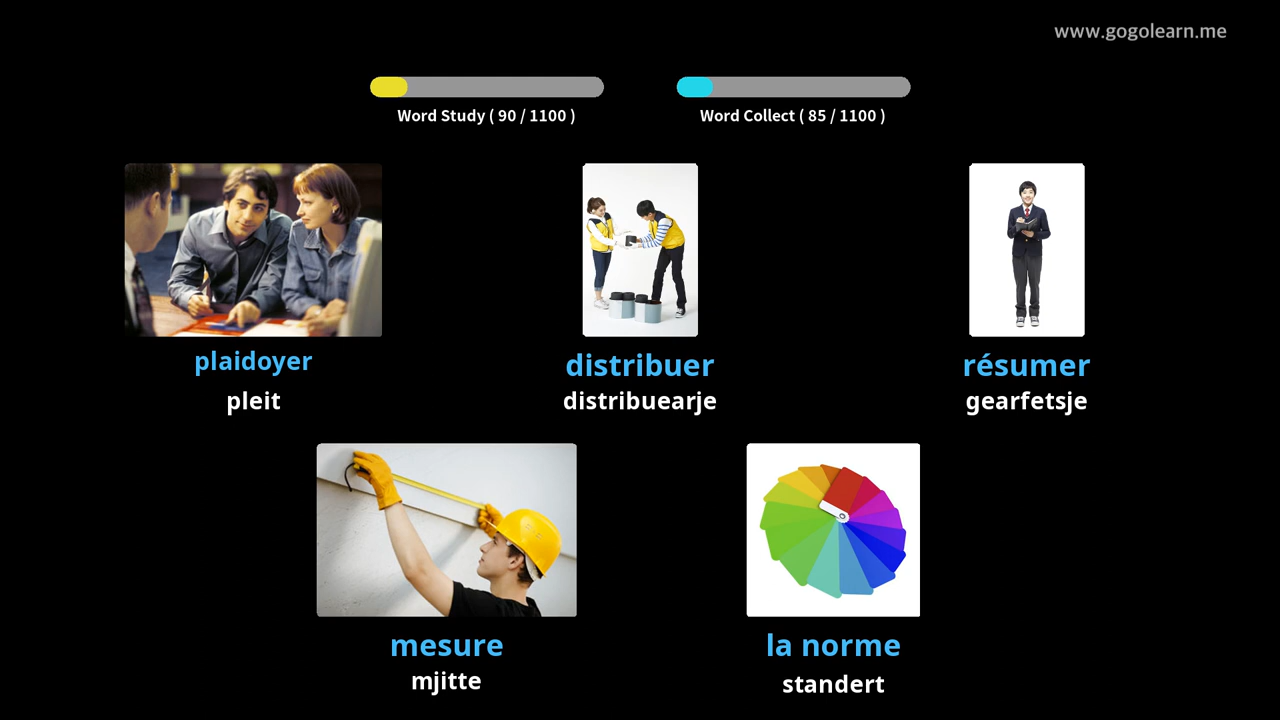 www.gogolearn.me
Word Study ( 90 / 1100 )
Word Collect ( 85 / 1100 )
plaidoyer
pleit
distribuer
distribuearje
résumer
gearfetsje
mesure
mjitte
la norme
standert